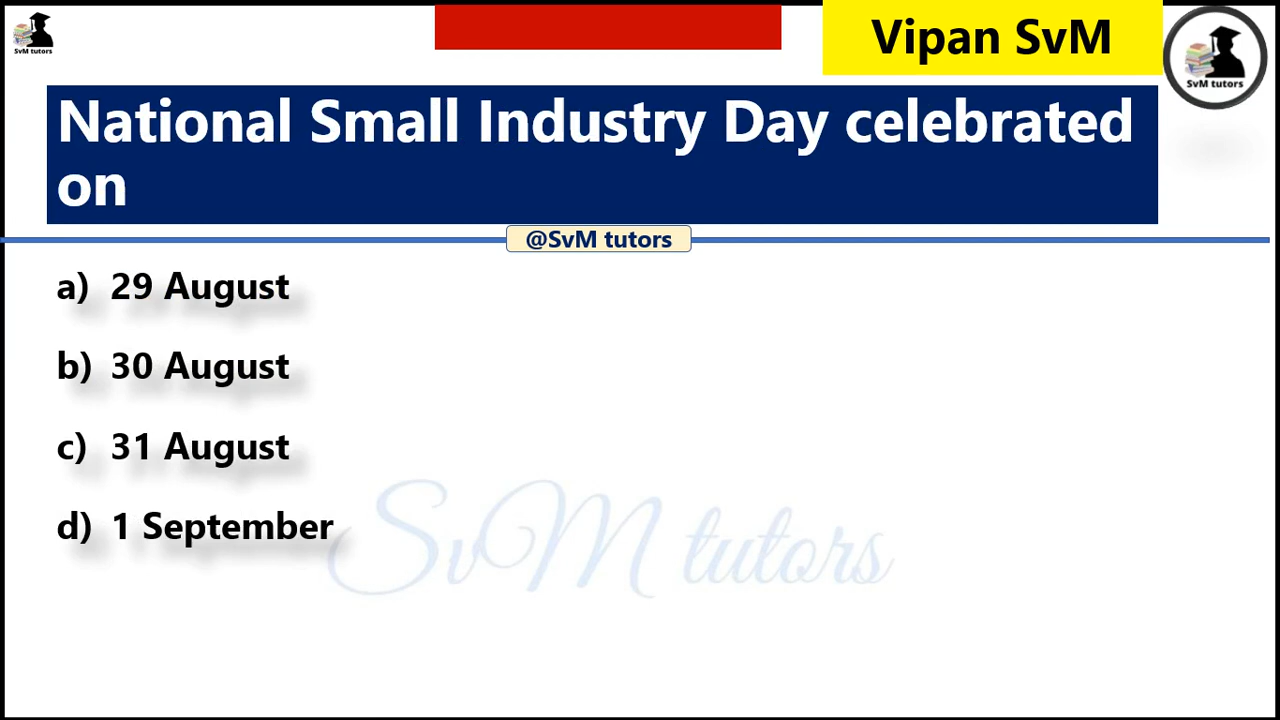 SvM tutors
Vipan SvM
SvM tutors
National Small Industry Day celebrated
on
@SvM tutors
a) 29 August
b) 30 August
c) 31 August
d) 1 September
SvM tutors